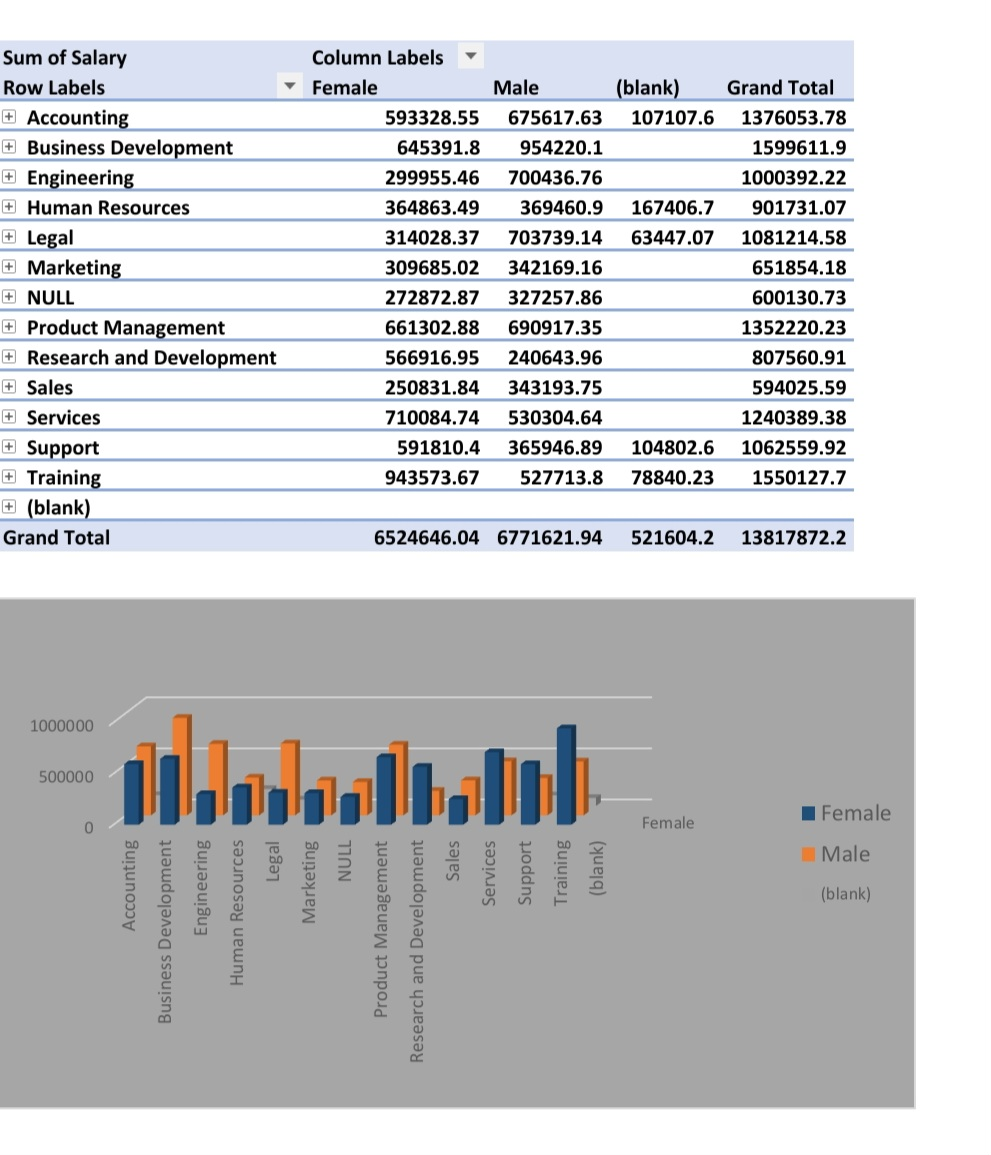 Sum of Salary Column Labels
Row Labels Female Male (blank) Grand Total
Accounting 593328.55 675617.63 107107.6 1376053.78
Business Development 645391.8 954220.1 1599611.9
Engineering 299955.46 700436.76 1000392.22
Human Resources 364863.49 369460.9 167406.7 901731.07
Legal 314028.37 703739.14 63447.07 1081214.58
Marketing 309685.02 342169.16 651854.18
NULL 272872.87 327257.86 600130.73
Product Management 661302.88 690917.35 1352220.23
Research and Development 566916.95 240643.96 807560.91
Sales 250831.84 343193.75 594025.59
Services 710084.74 530304.64 1240389.38
Support 591810.4 365946.89 104802.6 1062559.92
Training 943573.67 527713.8 78840.23 1550127.7
(blank)
Grand Total 6524646.04 6771621.94 521604.2 13817872.2
1000000
500000
0
Accounting
Business Development
Engineering
Human Resources
Legal
Marketing
NULL
Product Management
Research and Development
Sales
Services
Support
Training
(blank)
Female
Female
Male
(blank)